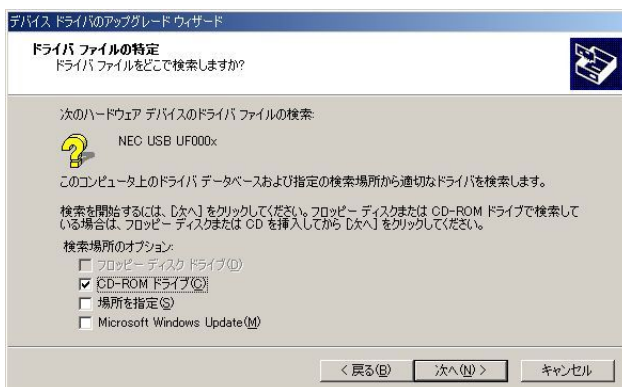 デバイス ドライバのアップグレード ウィザード
ドライバ ファイルの特定
ドライバ ファイルをどこで検索しますか?
次のハードウェア デバイスのドライバ ファイルの検索:
NEC USB UF000x
このコンピュータ上のドライバ データベースおよび指定の検索場所から適切なドライバを検索します。
検索を開始するには、[次へ] をクリックしてください。フロッピー ディスクまたは CD-ROM ドライブで検索して
いる場合は、フロッピー ディスクまたは CD を挿入してから [次へ] をクリックしてください。
検索場所のオプション:
フロッピー ディスク ドライブ(D)
CD-ROM ドライブ(C)
場所を指定(S)
Microsoft Windows Update(M)
< 戻る(B)
次へ(N) >
キャンセル